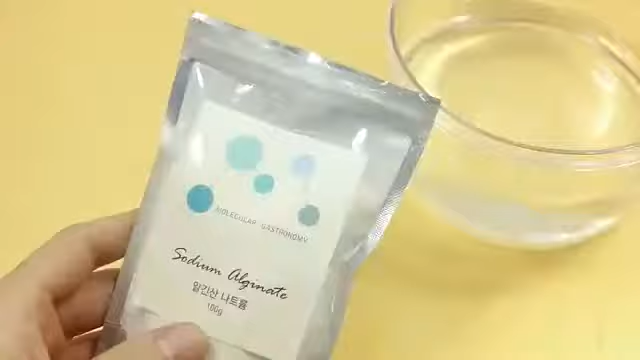 MOLECULAR GASTRONOMY
Sodium Alginate
알긴산 나트륨
100g